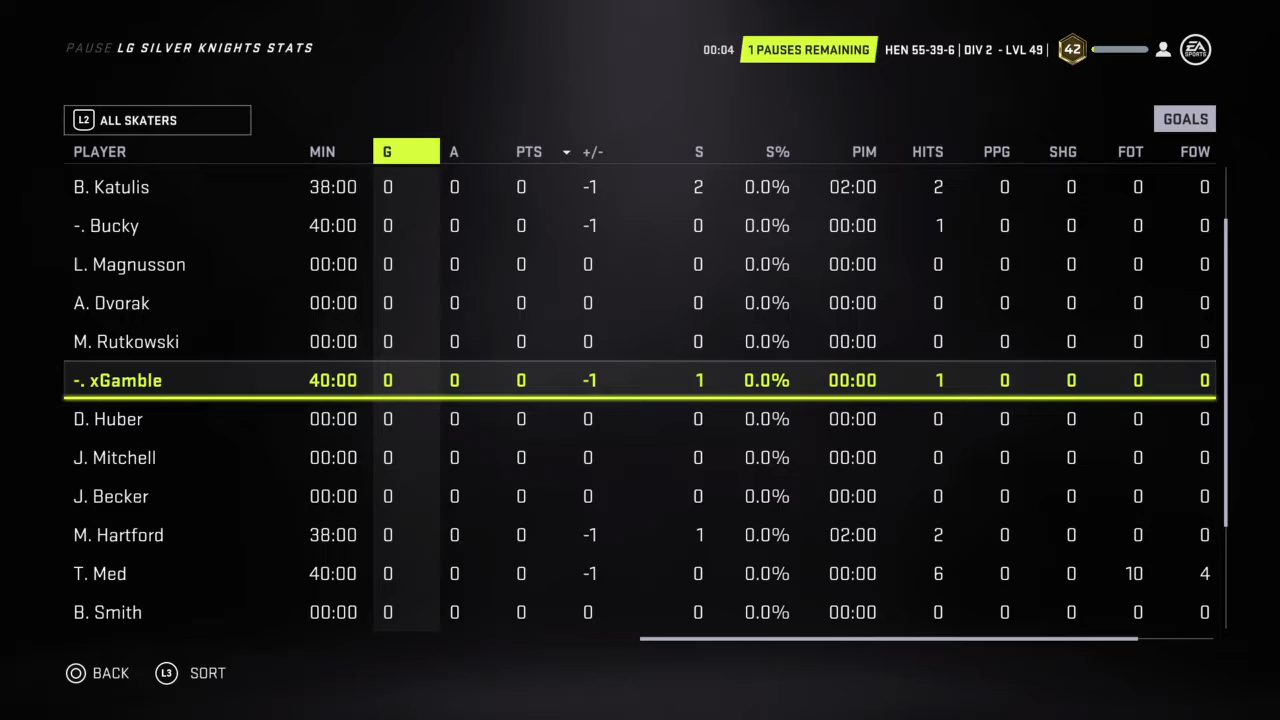 PAUSE LG SILVER KNIGHTS STATS
00:04 1 PAUSES REMAINING HEN 55-39-6 | DIV 2 - LVL 49 | 42 EA SPORTS
L2 ALL SKATERS GOALS
PLAYER MIN G A PTS +/- S S% PIM HITS PPG SHG FOT FOW
B. Katulis 38:00 0 0 0 -1 2 0.0% 02:00 2 0 0 0 0
-. Bucky 40:00 0 0 0 -1 0 0.0% 00:00 1 0 0 0 0
L. Magnusson 00:00 0 0 0 0 0 0.0% 00:00 0 0 0 0 0
A. Dvorak 00:00 0 0 0 0 0 0.0% 00:00 0 0 0 0 0
M. Rutkowski 00:00 0 0 0 0 0 0.0% 00:00 0 0 0 0 0
-. xGamble 40:00 0 0 0 -1 1 0.0% 00:00 1 0 0 0 0
D. Huber 00:00 0 0 0 0 0 0.0% 00:00 0 0 0 0 0
J. Mitchell 00:00 0 0 0 0 0 0.0% 00:00 0 0 0 0 0
J. Becker 00:00 0 0 0 0 0 0.0% 00:00 0 0 0 0 0
M. Hartford 38:00 0 0 0 -1 1 0.0% 02:00 2 0 0 0 0
T. Med 40:00 0 0 0 -1 0 0.0% 00:00 6 0 0 10 4
B. Smith 00:00 0 0 0 0 0 0.0% 00:00 0 0 0 0 0
BACK L3 SORT